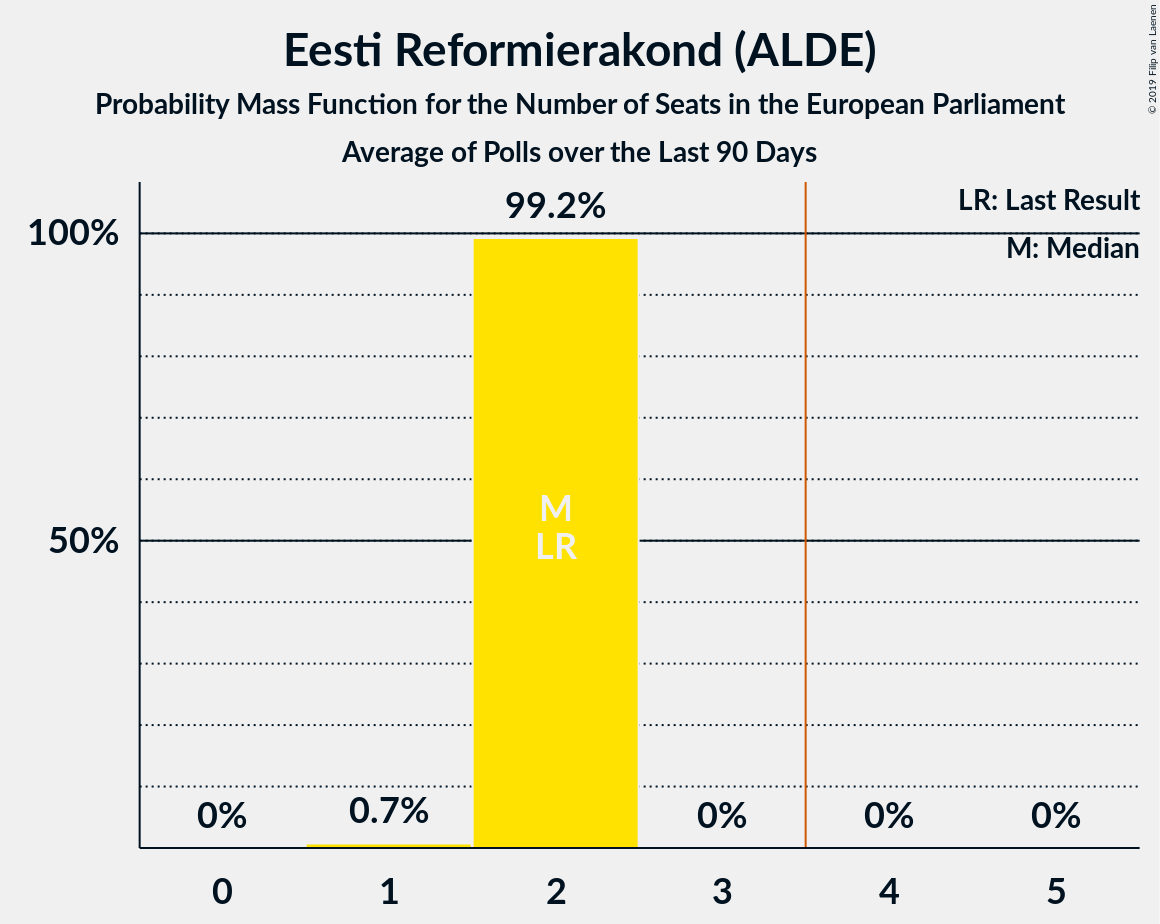 Eesti Reformierakond (ALDE)
Probability Mass Function for the Number of Seats in the European Parliament
Average of Polls over the Last 90 Days
© 2019 Filip van Laenen
99.2%
LR: Last Result
100%
M: Median
M
50%
LR
0%
0.7%
0%
0%
0%
0
1
2
3
4
5